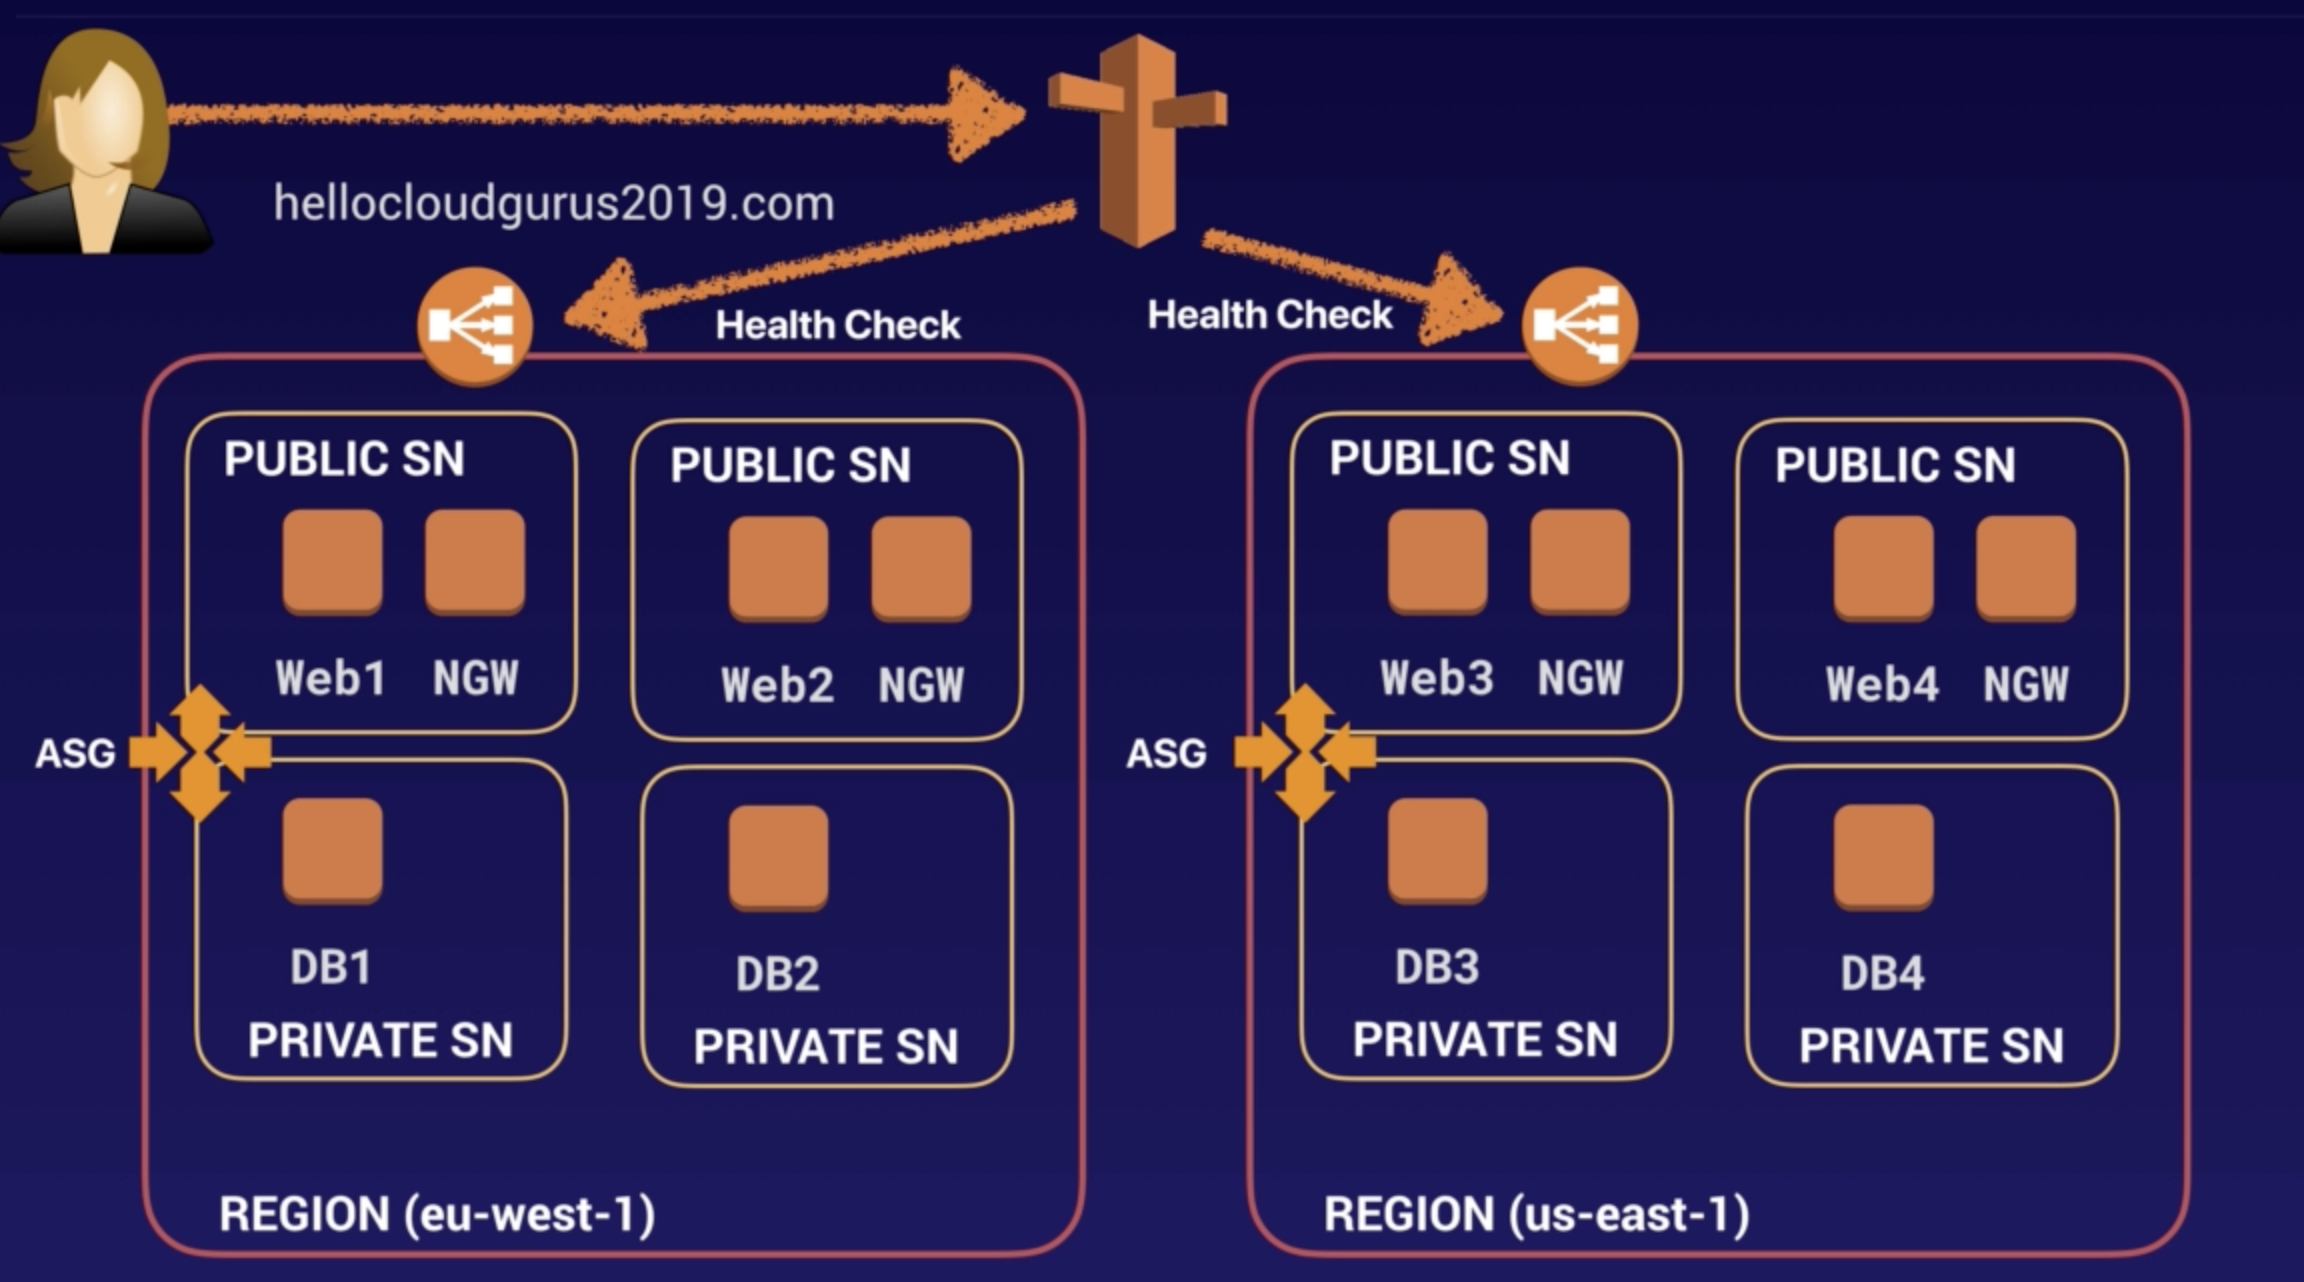 hellocloudgurus2019.com
Health Check
Health Check
PUBLIC SN
Web1 NGW
PUBLIC SN
Web2 NGW
ASG
DB1
PRIVATE SN
DB2
PRIVATE SN
REGION (eu-west-1)
PUBLIC SN
Web3 NGW
PUBLIC SN
Web4 NGW
ASG
DB3
PRIVATE SN
DB4
PRIVATE SN
REGION (us-east-1)